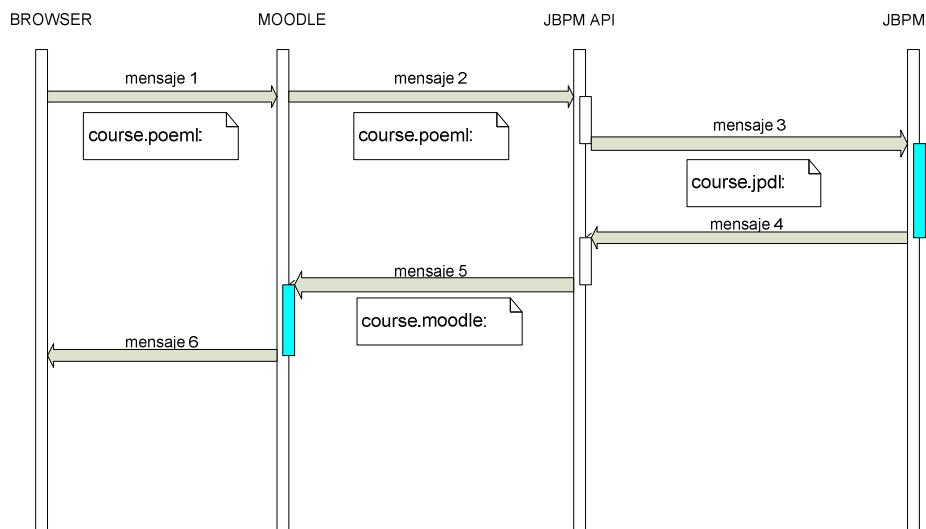 BROWSER
MOODLE
JBPM API
JBPM
mensaje 1
mensaje 2
course.poeml:
course.poeml:
mensaje 3
course.jpdl:
mensaje 4
mensaje 5
course.moodle:
mensaje 6